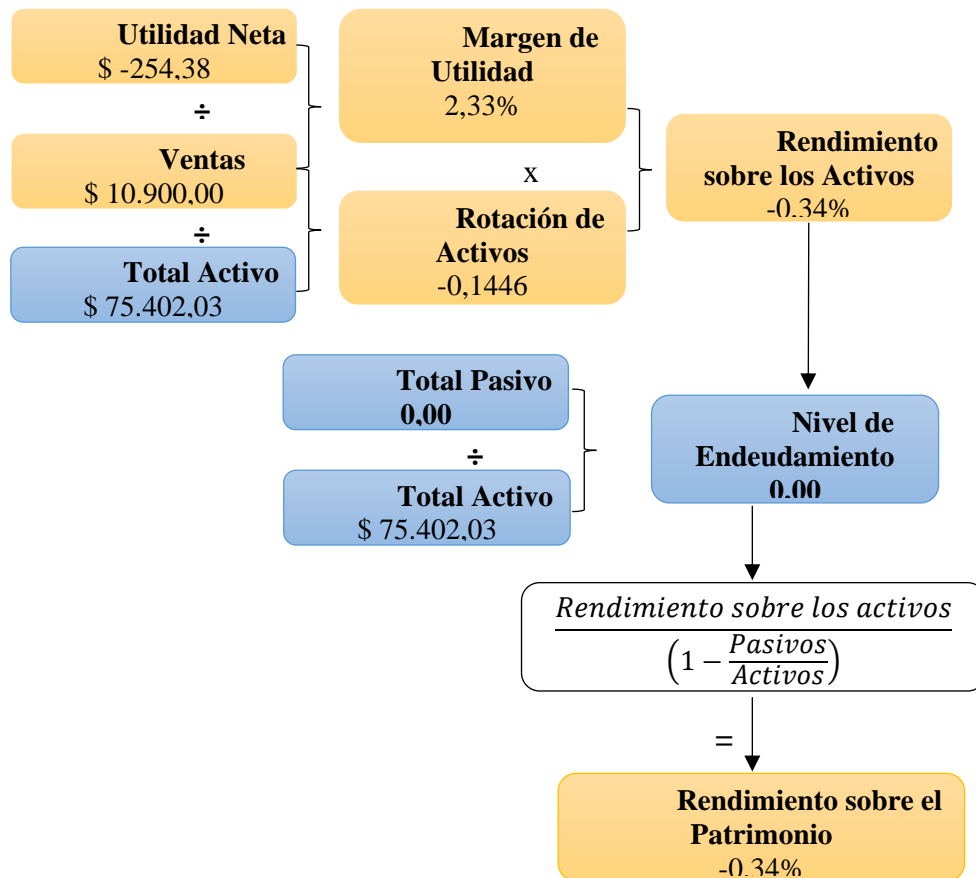 Utilidad Neta
$ -254,38
÷
Ventas
$ 10.900,00
÷
Total Activo
$ 75.402,03
Margen de
Utilidad
2,33%
x
Rotación de
Activos
-0,1446
Rendimiento
sobre los Activos
-0,34%
Total Pasivo
0,00
÷
Total Activo
$ 75.402,03
Nivel de
Endeudamiento
0,00
Rendimiento sobre los activos
(1 − Pasivos/Activos)
=
Rendimiento sobre el
Patrimonio
-0,34%